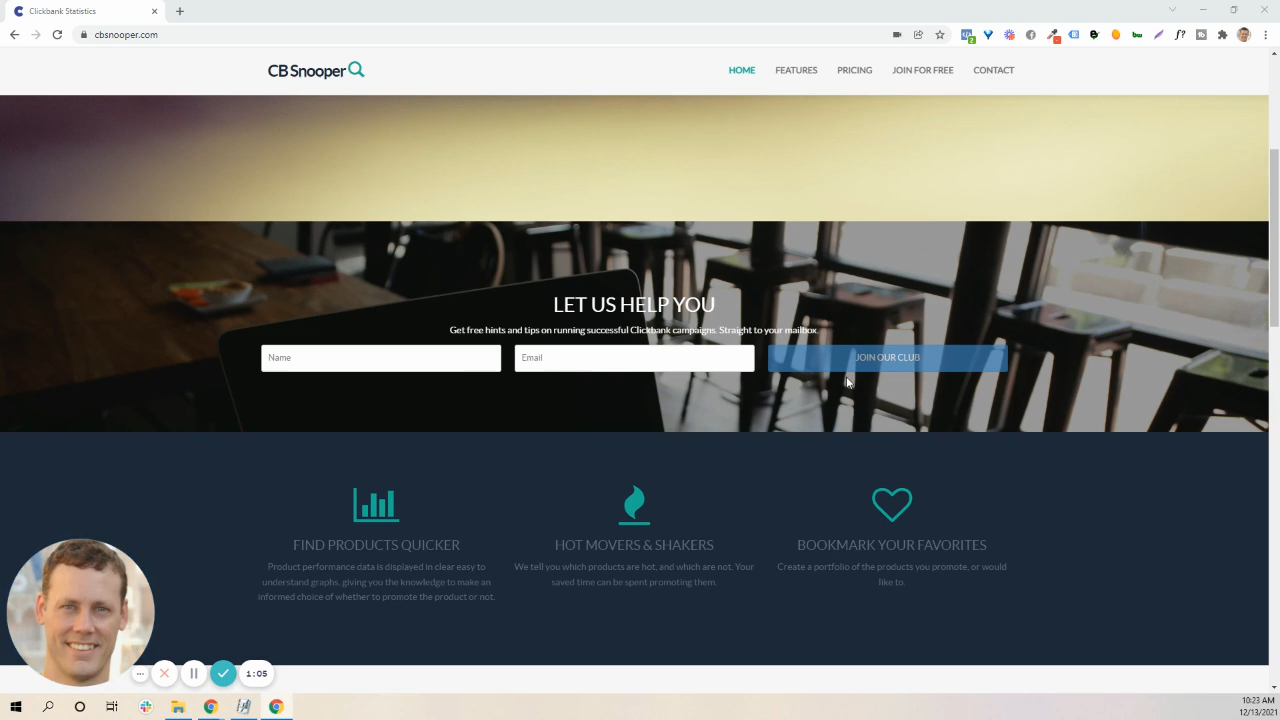 Clickbank Statistics
cbsnooper.com
2
CB Snooper
HOME FEATURES PRICING JOIN FOR FREE CONTACT
LET US HELP YOU
Get free hints and tips on running successful Clickbank campaigns. Straight to your mailbox.
Name Email JOIN OUR CLUB
FIND PRODUCTS QUICKER
Product performance data is displayed in clear easy to
understand graphs, giving you the knowledge to make an
informed choice of whether to promote the product or not.
HOT MOVERS & SHAKERS
We tell you which products are hot, and which are not. Your
saved time can be spent promoting them.
BOOKMARK YOUR FAVORITES
Create a portfolio of the products you promote, or would
like to.
1:05
10:23 AM
12/13/2021